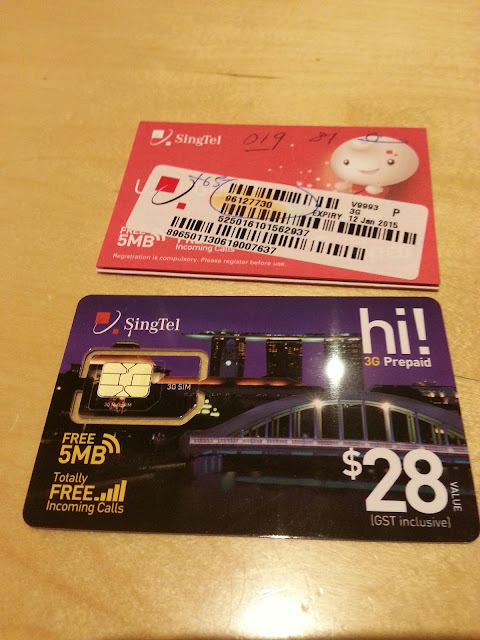 SingTel
019 81
+65
96127730
V9993 P
3G
EXPIRY 12 Jan 2015
525016101562937
8965011306190076 37
FREE
5MB
Incoming Calls
Registration is compulsory. Please register before use.
SingTel
hi!
3G Prepaid
3G SIM
FREE
5MB
Totally
FREE
Incoming Calls
$28
VALUE
(GST inclusive)